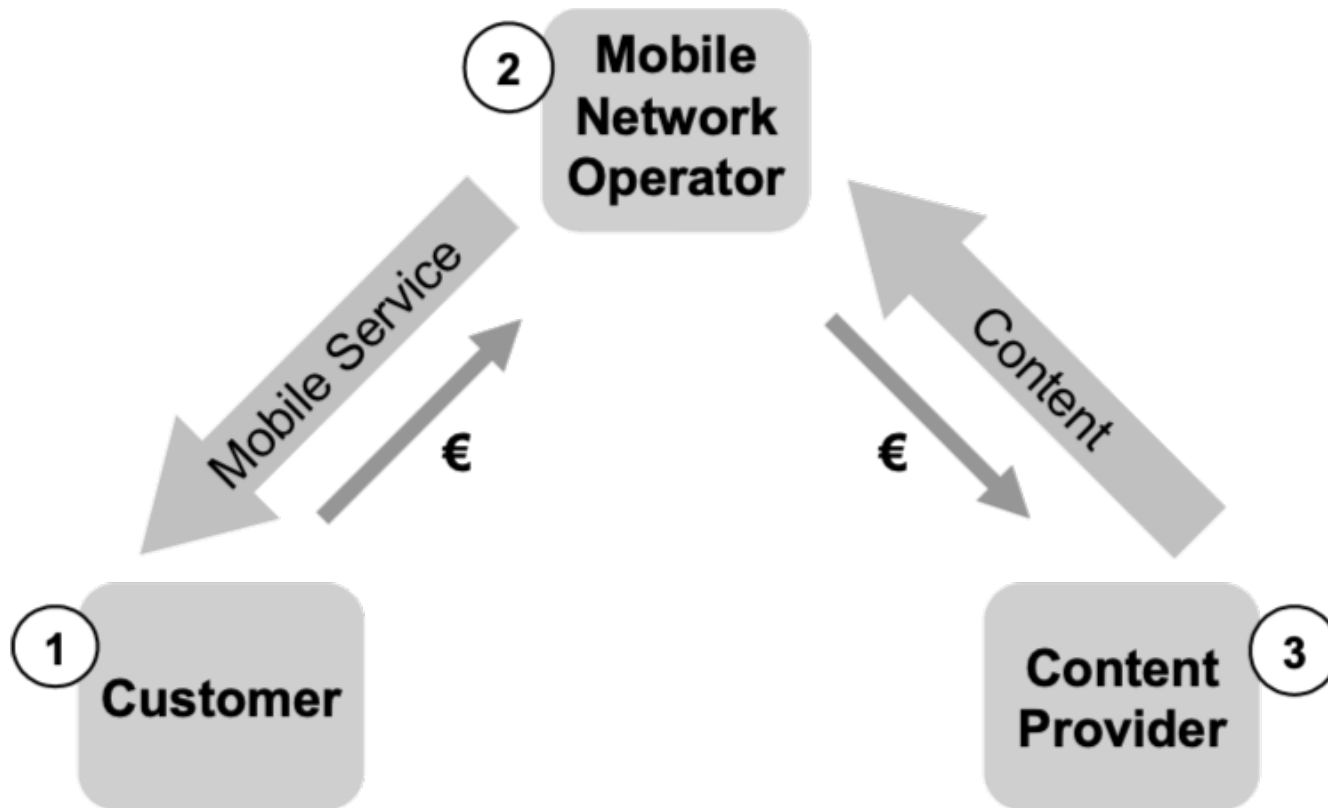 2
Mobile
Network
Operator
Mobile Service
€
€
Content
1
Customer
Content
Provider
3